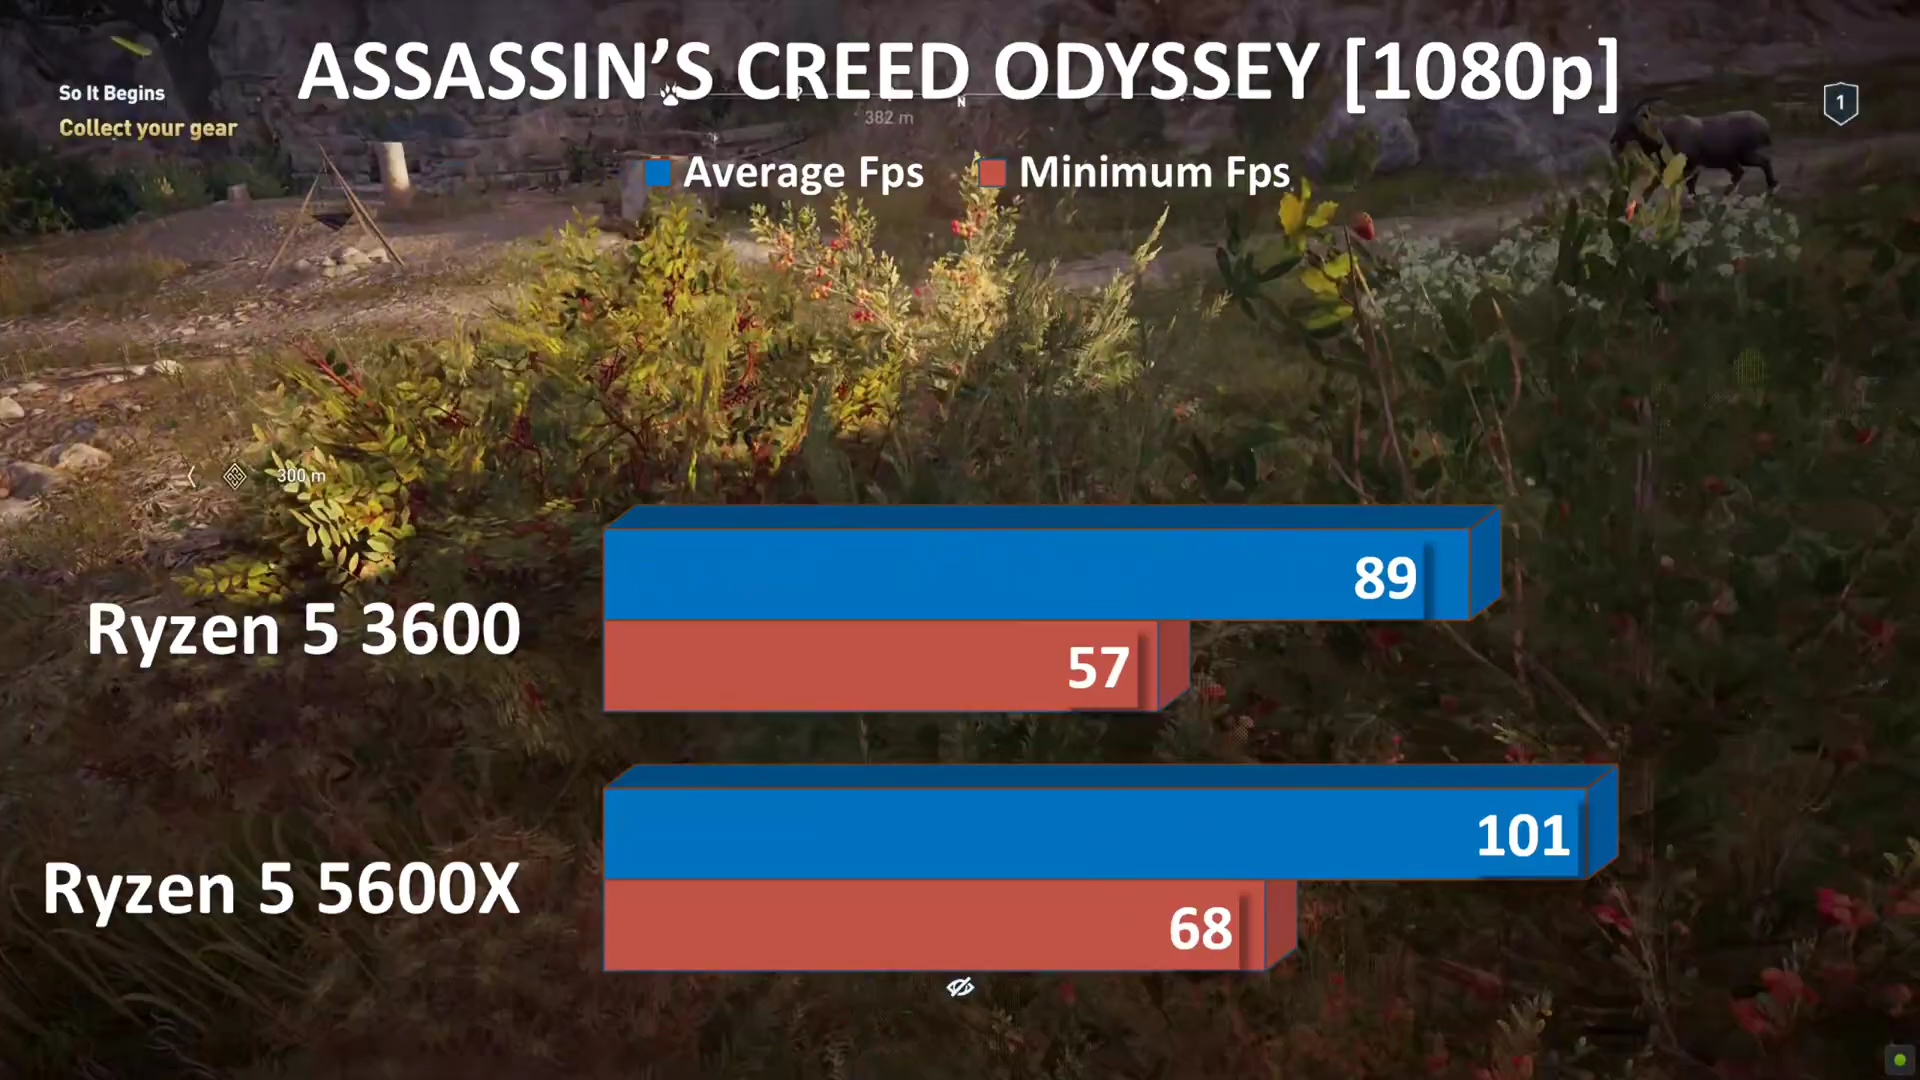 ASSASSIN'S CREED ODYSSEY [1080p]
So It Begins
Collect your gear
N
382 m
1
Average Fps
Minimum Fps
300 m
89
Ryzen 5 3600
57
101
Ryzen 5 5600X
68